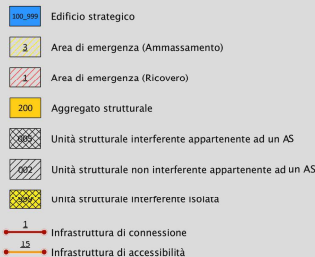 100_999 Edificio strategico
3 Area di emergenza (Ammassamento)
1 Area di emergenza (Ricovero)
200 Aggregato strutturale
Unità strutturale interferente appartenente ad un AS
002 Unità strutturale non interferente appartenente ad un AS
Unità strutturale interferente isolata
1 Infrastruttura di connessione
15 Infrastruttura di accessibilità